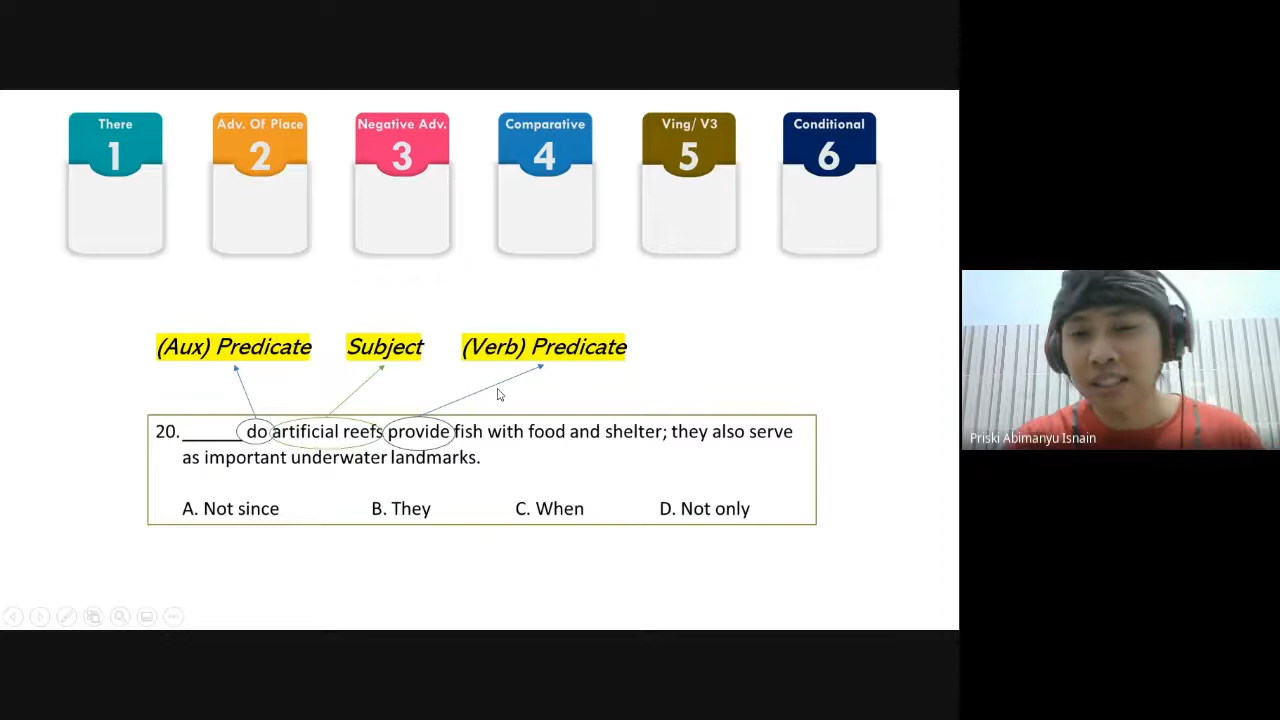 There
1
Adv. Of Place
2
Negative Adv.
3
Comparative
4
Ving/ V3
5
Conditional
6
(Aux) Predicate
Subject
(Verb) Predicate
20.______ do artificial reefs provide fish with food and shelter; they also serve
as important underwater landmarks.
A. Not since
B. They
C. When
D. Not only
Priski Abimanyu Isnain